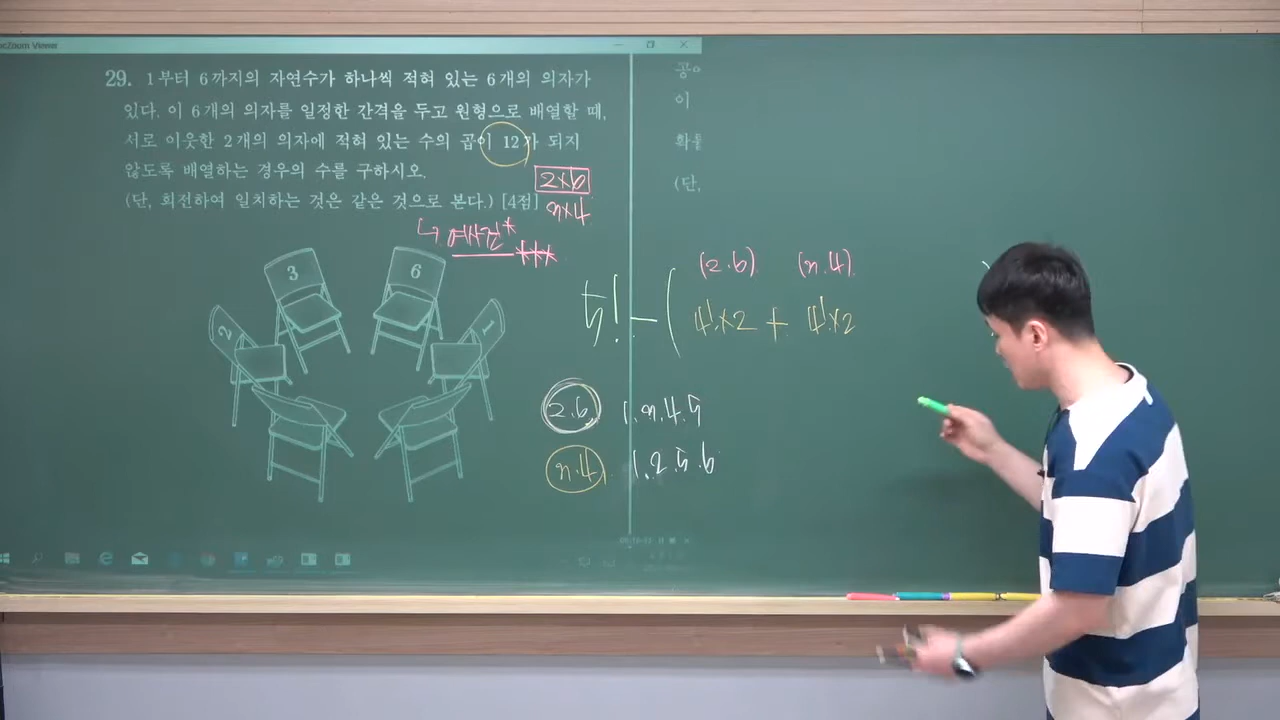 ocZoom Viewer
29. 1부터 6까지의 자연수가 하나씩 적혀 있는 6개의 의자가
있다. 이 6개의 의자를 일정한 간격을 두고 원형으로 배열할 때,
서로 이웃한 2개의 의자에 적혀 있는 수의 곱이 12가 되지
않도록 배열하는 경우의 수를 구하시오.
(단, 회전하여 일치하는 것은 같은 것으로 본다.) [4점]
2×6
3×4
↳ 여사건*
***
3
6
2
1
(2.6) (3.4)
5! - ( 4!×2 + 4!×2
2.6 1.3.4.5
3.4 1.2.5.6
이
확률
(단,